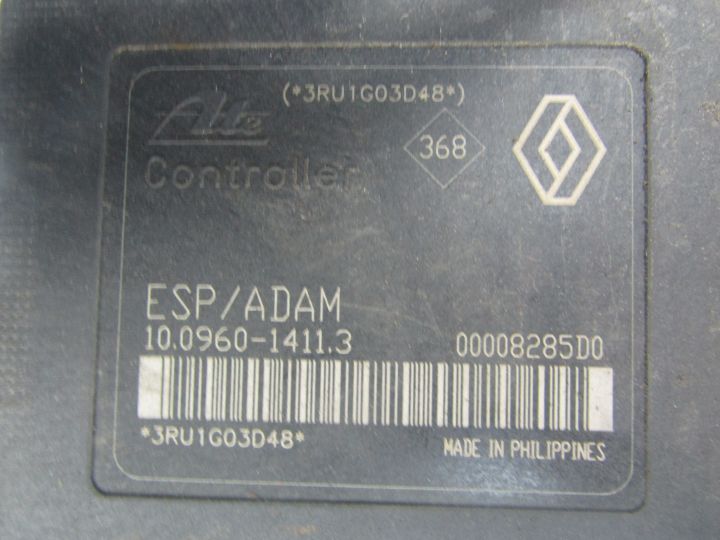 (*3RU1G03D48*)
Ate
368
Controller
ESP/ADAM
10.0960-1411.3 00008285D0
*3RU1G03D48*
MADE IN PHILIPPINES